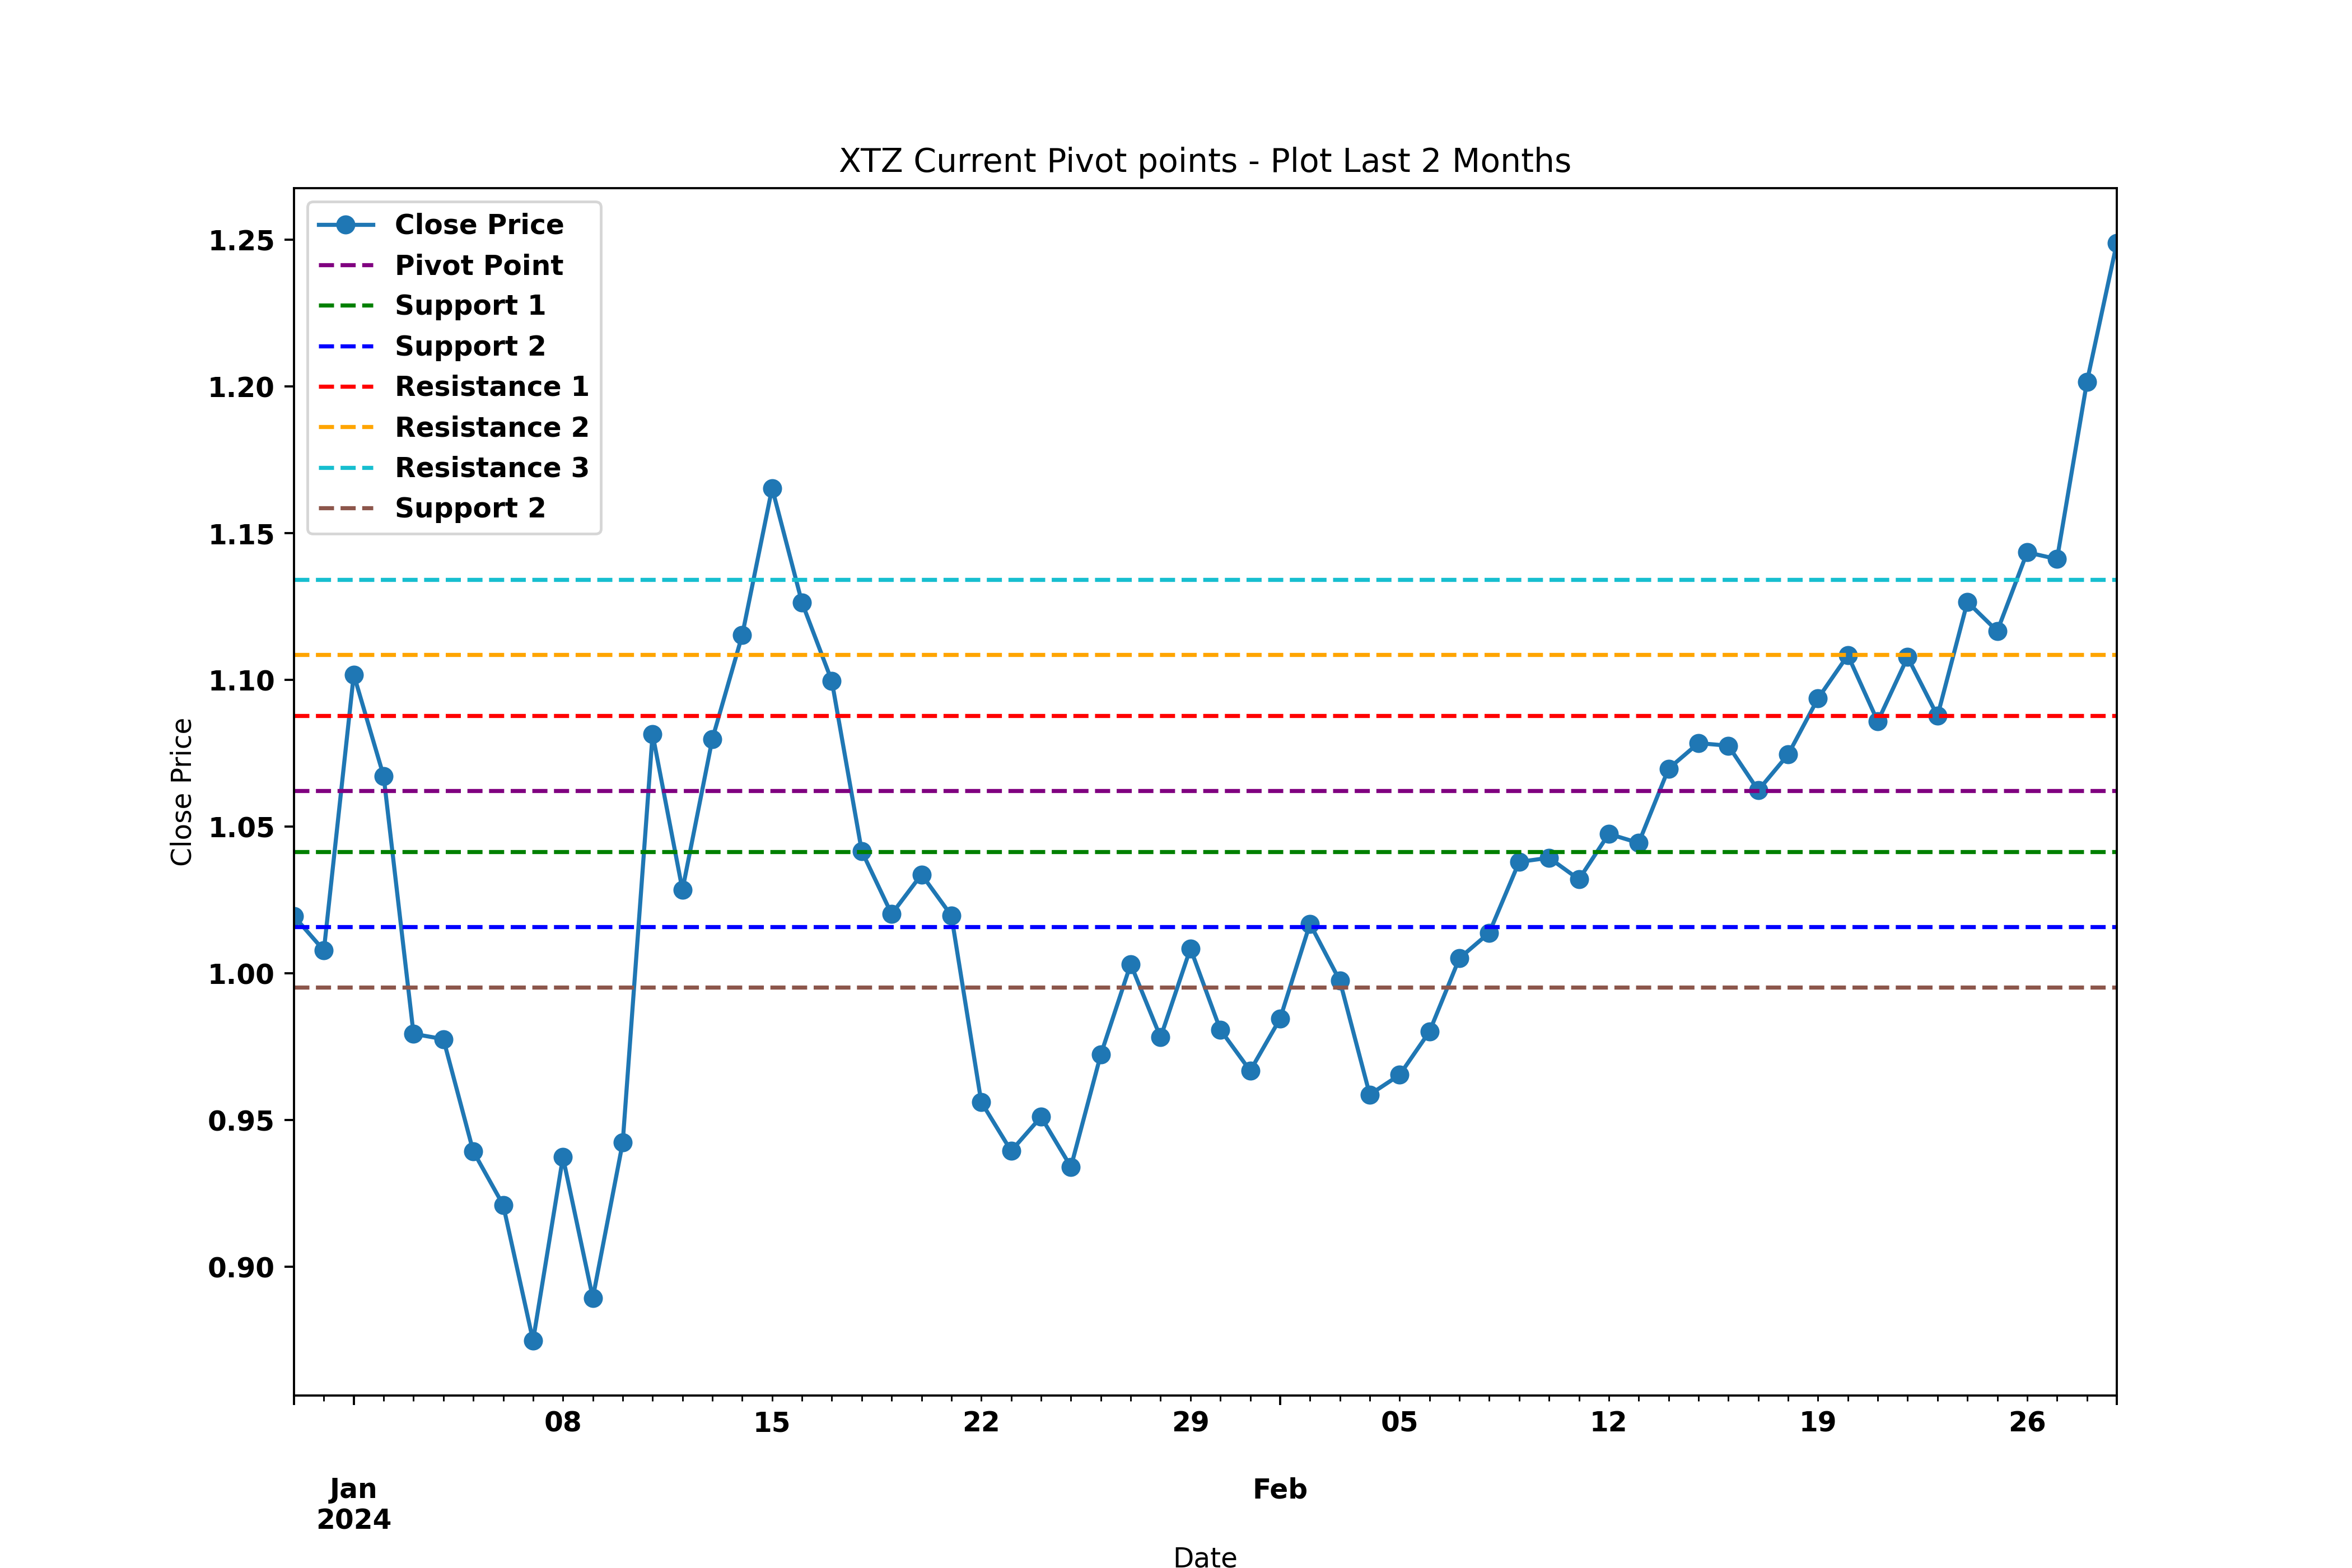 XTZ Current Pivot points - Plot Last 2 Months
Close Price
Pivot Point
Support 1
Support 2
Resistance 1
Resistance 2
Resistance 3
Support 2
1.25
1.20
1.15
1.10
1.05
1.00
0.95
0.90
Close Price
08 15 22 29 05 12 19 26
Jan Feb
2024
Date